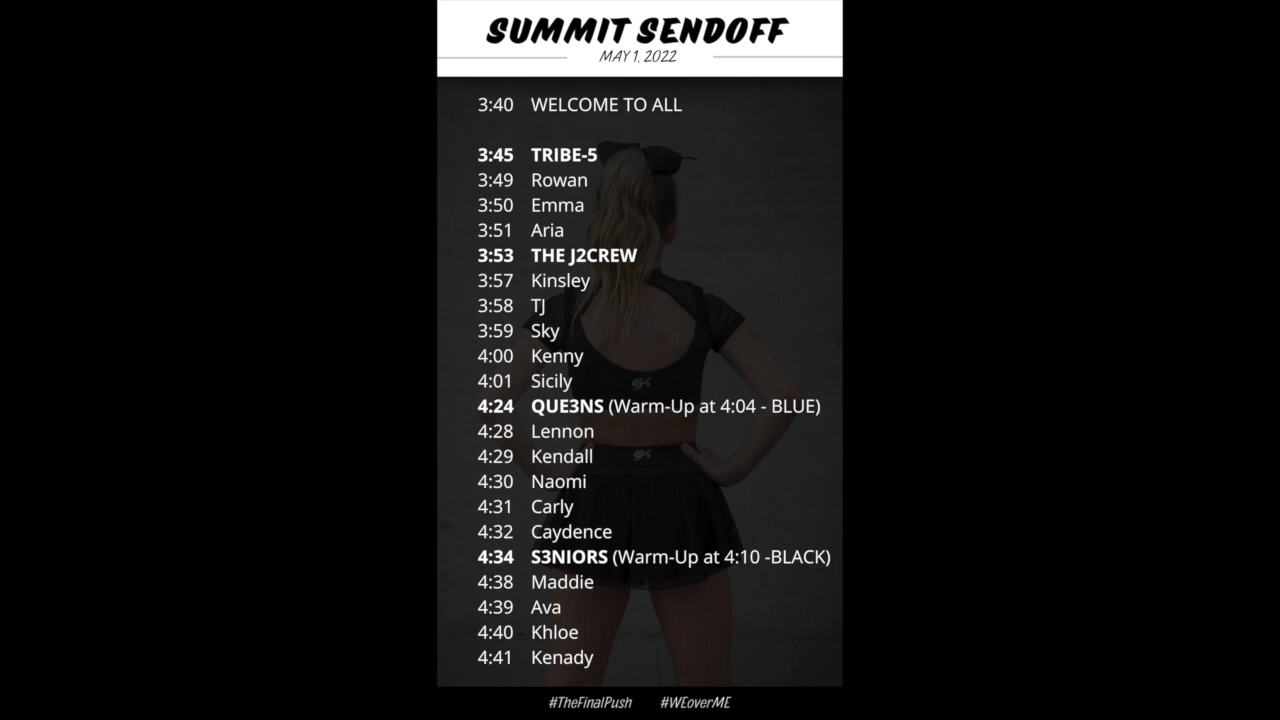 SUMMIT SENDOFF
MAY 1, 2022
3:40 WELCOME TO ALL
3:45 TRIBE-5
3:49 Rowan
3:50 Emma
3:51 Aria
3:53 THE J2CREW
3:57 Kinsley
3:58 TJ
3:59 Sky
4:00 Kenny
4:01 Sicily
4:24 QUE3NS (Warm-Up at 4:04 - BLUE)
4:28 Lennon
4:29 Kendall
4:30 Naomi
4:31 Carly
4:32 Caydence
4:34 S3NIORS (Warm-Up at 4:10 -BLACK)
4:38 Maddie
4:39 Ava
4:40 Khloe
4:41 Kenady
#TheFinalPush #WEoverME